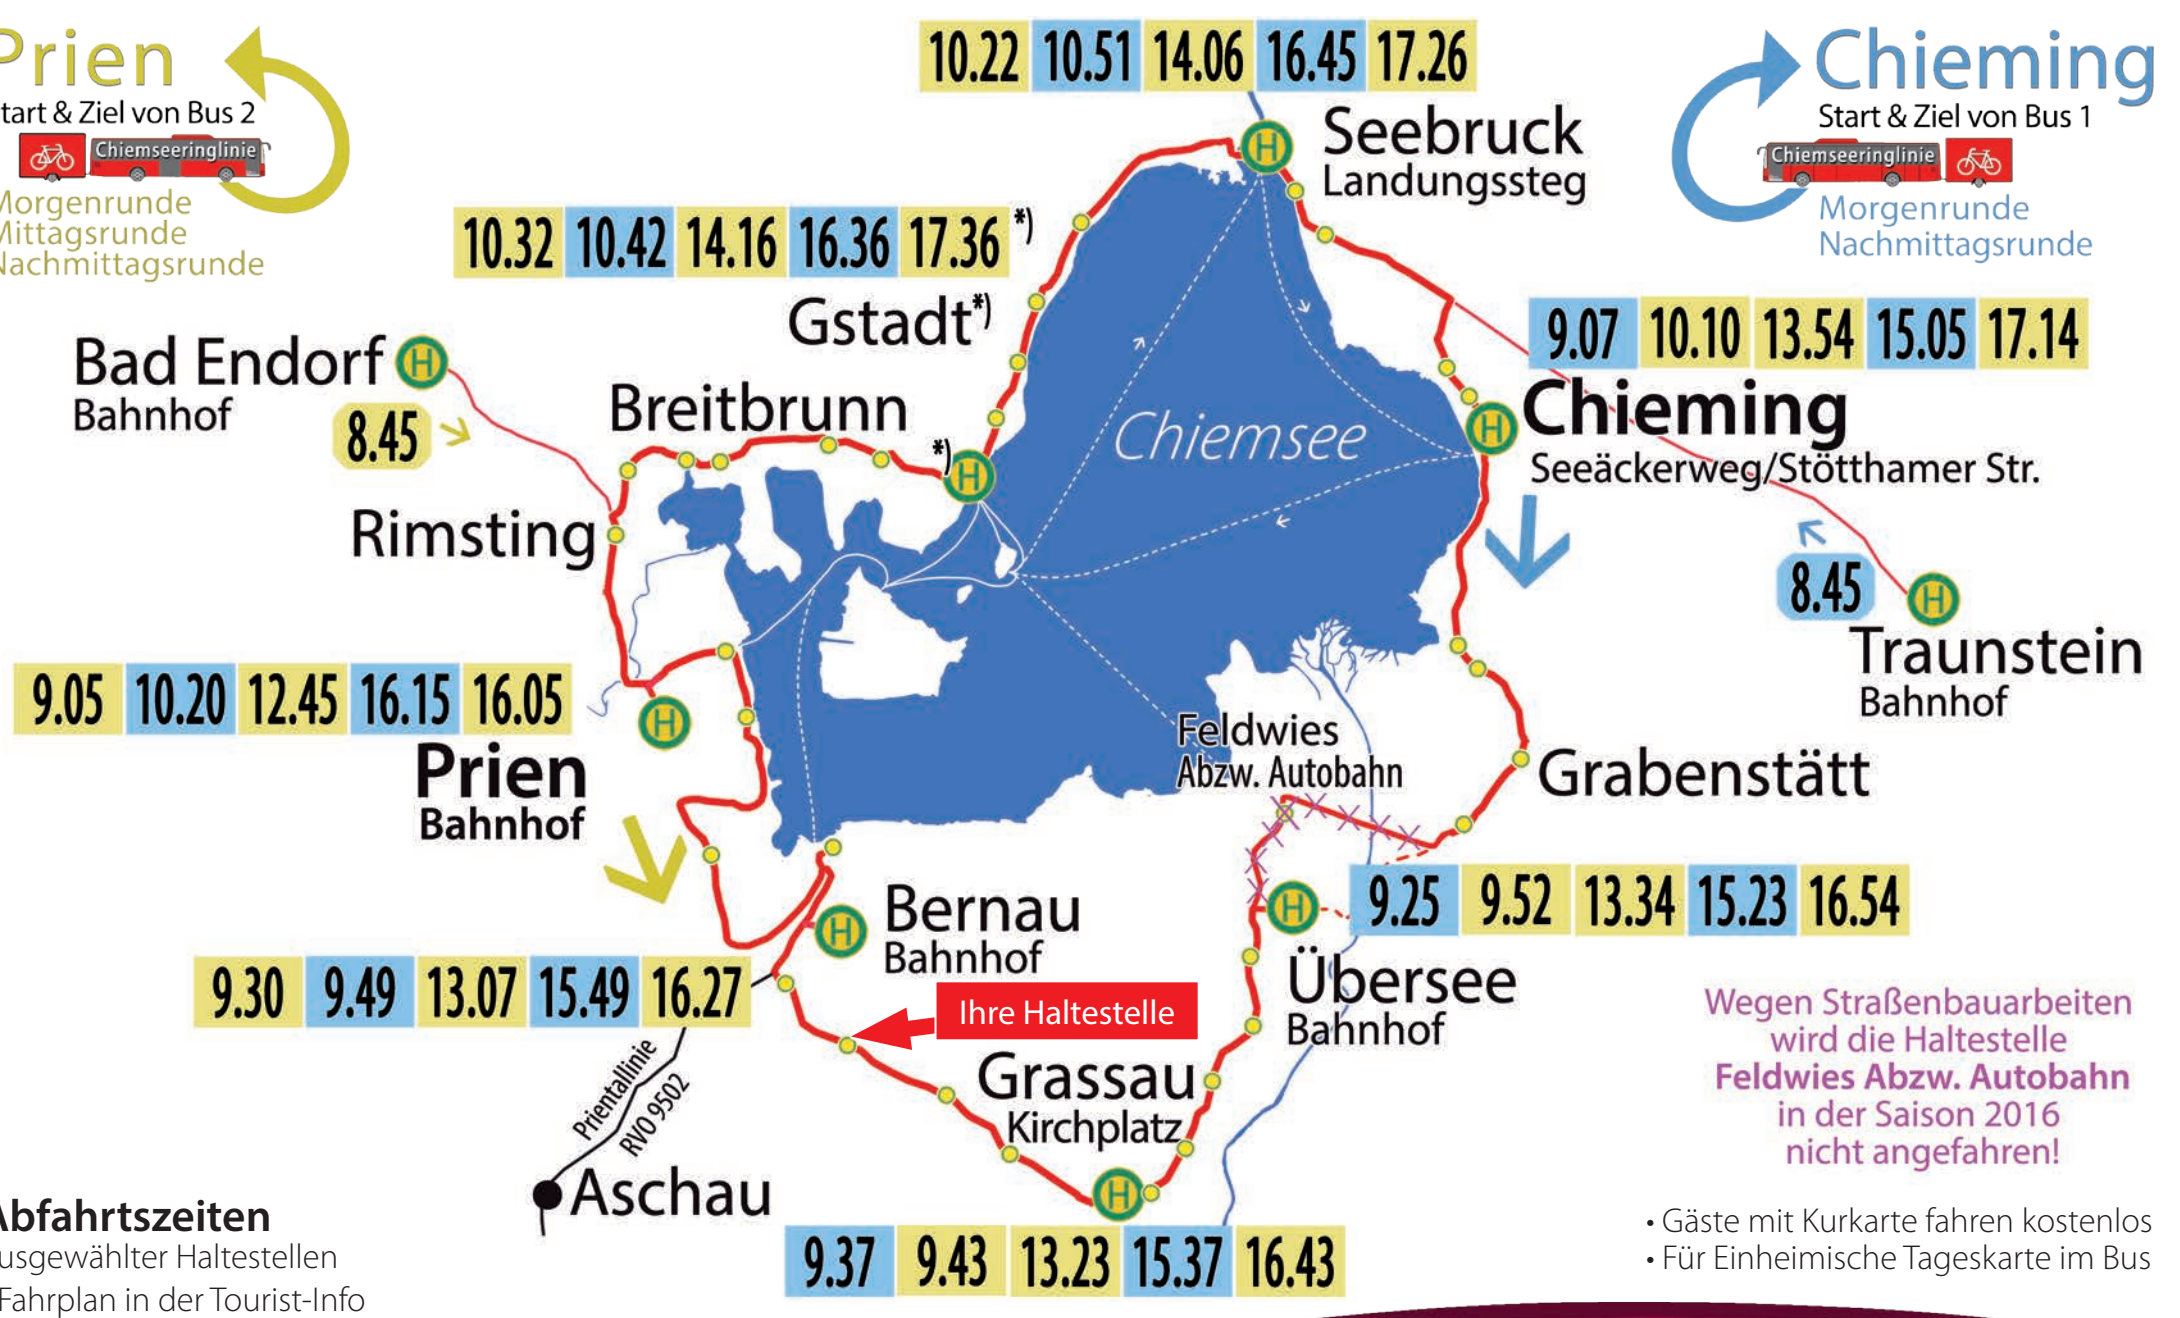 10.22 10.51 14.06 16.45 17.26
Prien
Start & Ziel von Bus 2
Chiemseeringlinie
Morgenrunde
Mittagsrunde
Nachmittagsrunde
Chieming
Start & Ziel von Bus 1
Chiemseeringlinie
Morgenrunde
Nachmittagsrunde
H
Seebruck
Landungssteg
10.32 10.42 14.16 16.36 17.36 *)
Gstadt*)
9.07 10.10 13.54 15.05 17.14
H
Chieming
Seeäckerweg/Stötthamer Str.
Bad Endorf H
Bahnhof
8.45
Breitbrunn
*) H
Chiemsee
Rimsting
8.45
H
Traunstein
Bahnhof
9.05 10.20 12.45 16.15 16.05
H
Prien
Bahnhof
Feldwies
Abzw. Autobahn
Grabenstätt
H
Bernau
Bahnhof
H
9.25 9.52 13.34 15.23 16.54
Übersee
Bahnhof
9.30 9.49 13.07 15.49 16.27
Ihre Haltestelle
Wegen Straßenbauarbeiten
wird die Haltestelle
Feldwies Abzw. Autobahn
in der Saison 2016
nicht angefahren!
Prientallinie
RVO 9502
Grassau
Kirchplatz
H
Aschau
9.37 9.43 13.23 15.37 16.43
Abfahrtszeiten
ausgewählter Haltestellen
Fahrplan in der Tourist-Info
• Gäste mit Kurkarte fahren kostenlos
• Für Einheimische Tageskarte im Bus